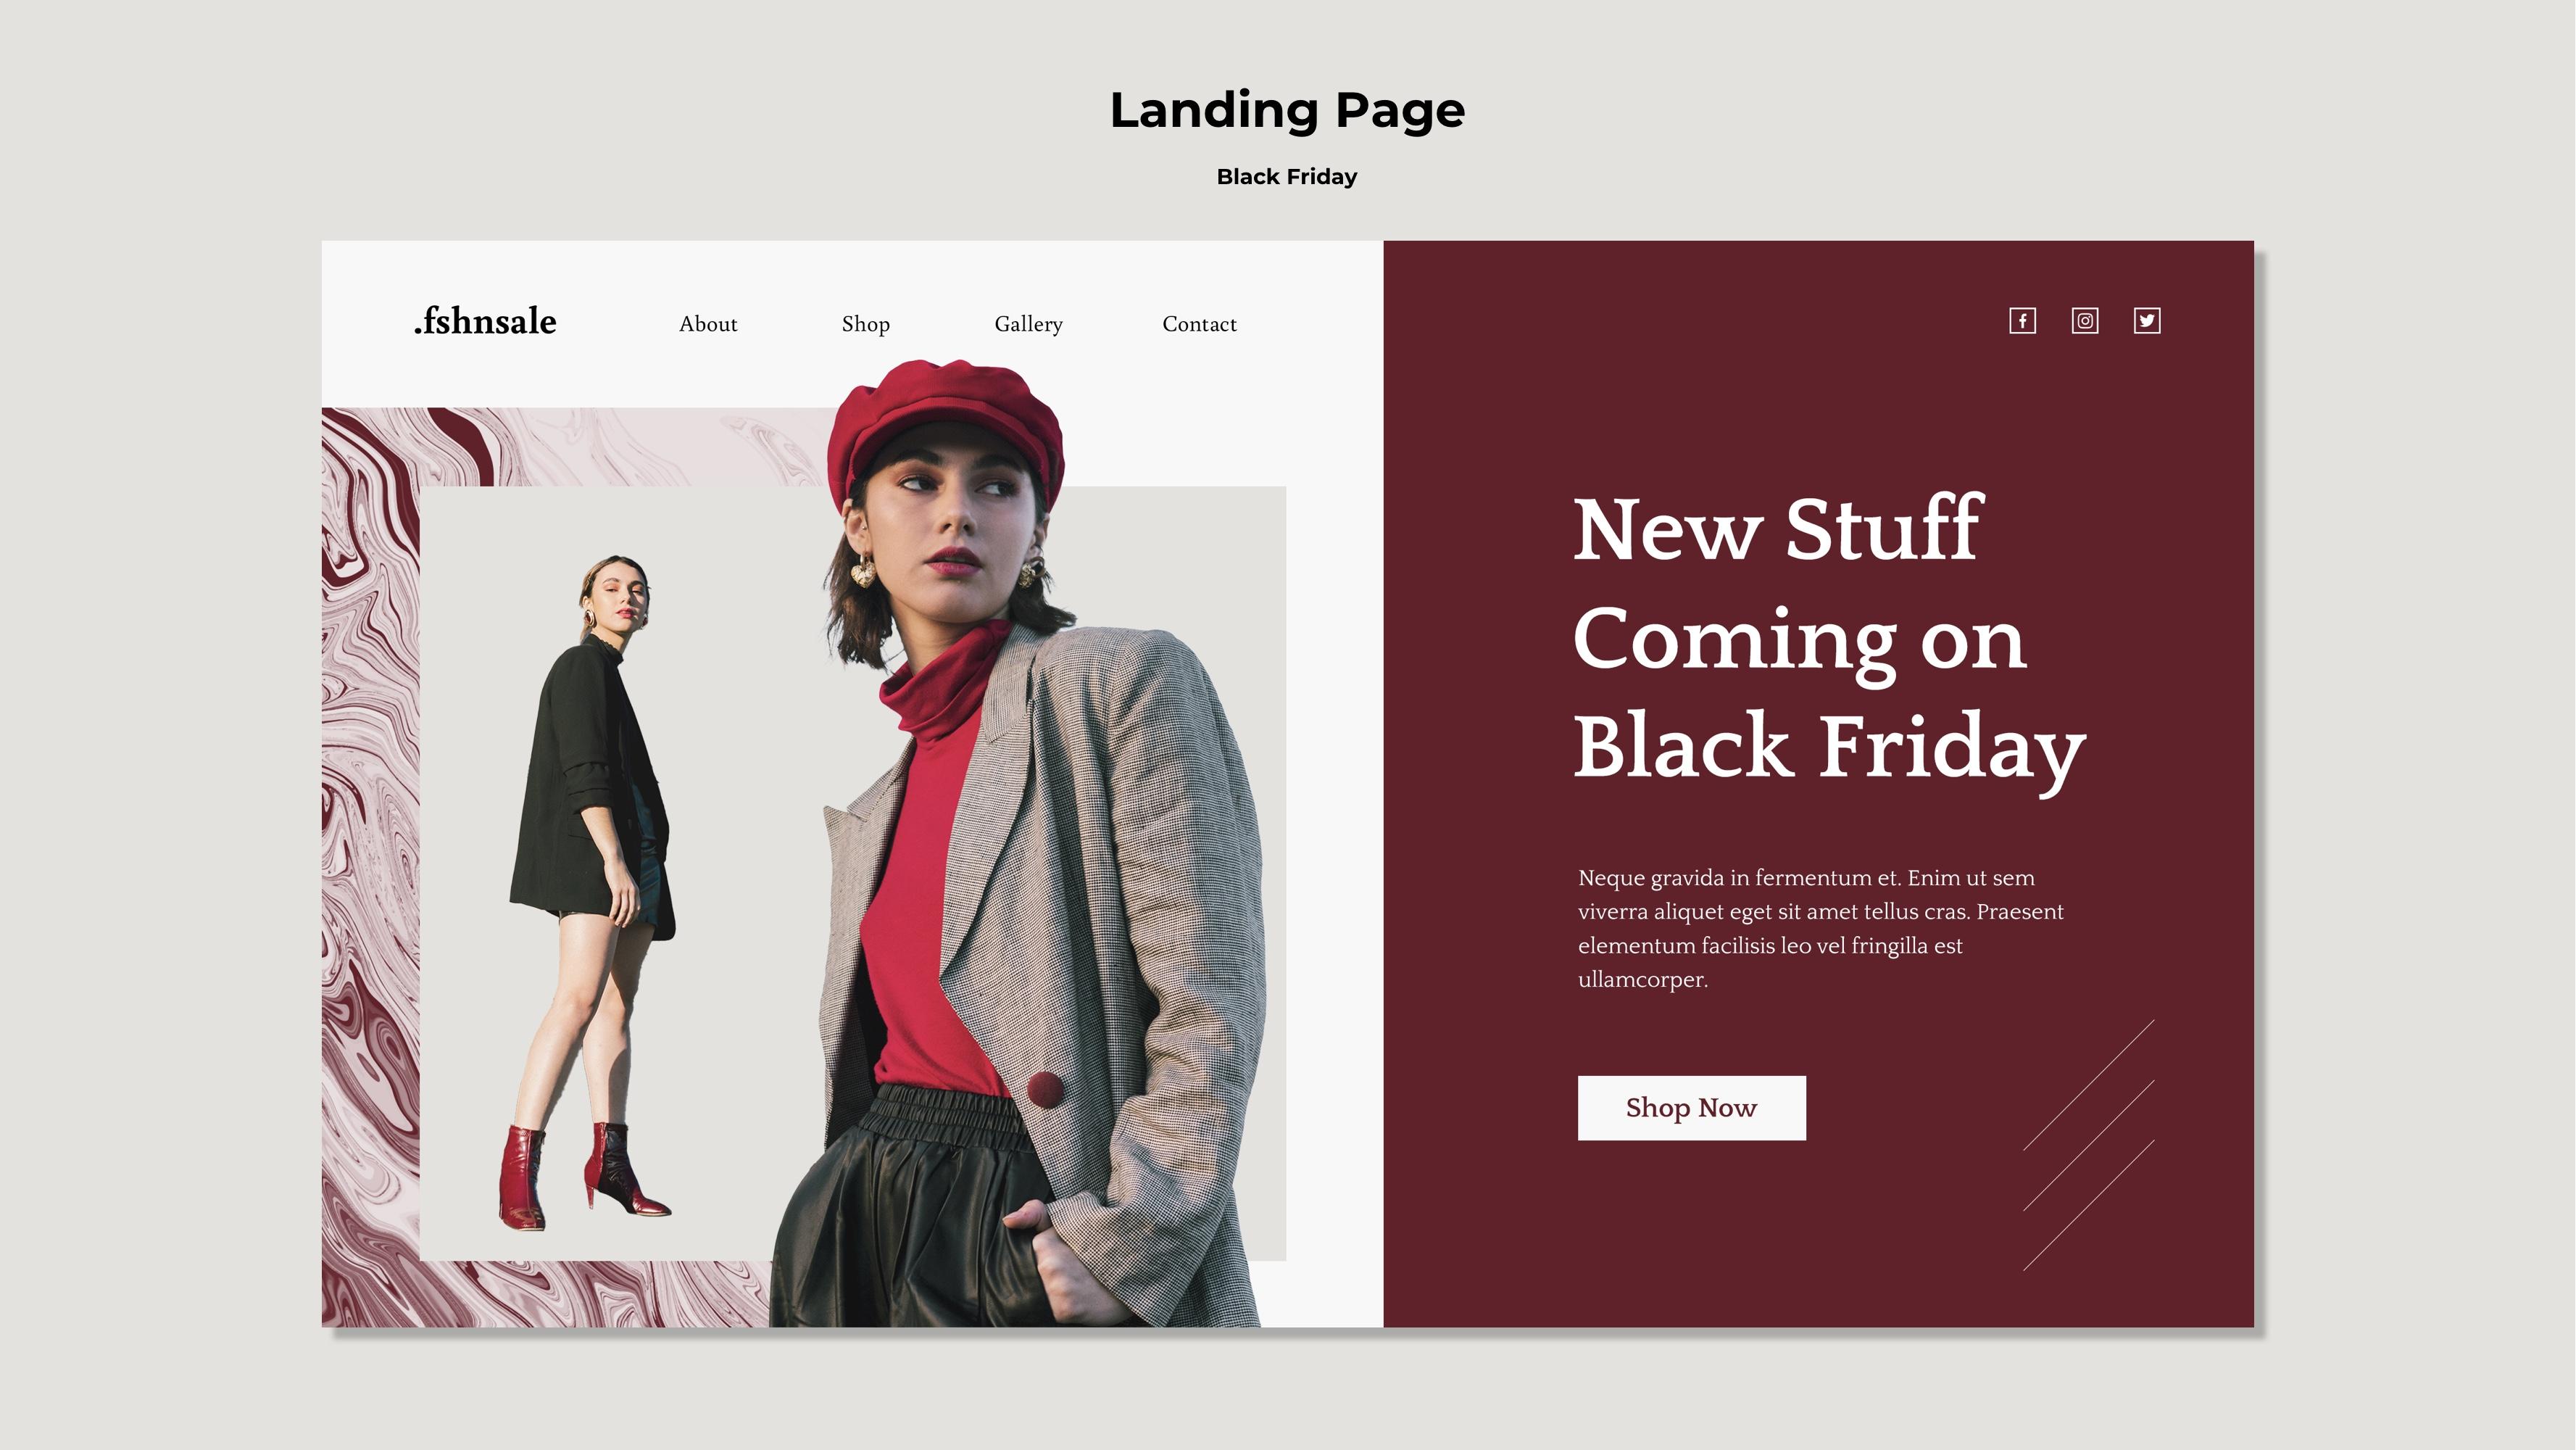 Landing Page
Black Friday
.fshnsale
About
Shop
Gallery
Contact
New Stuff
Coming on
Black Friday
Neque gravida in fermentum et. Enim ut sem
viverra aliquet eget sit amet tellus cras. Praesent
elementum facilisis leo vel fringilla est
ullamcorper.
Shop Now